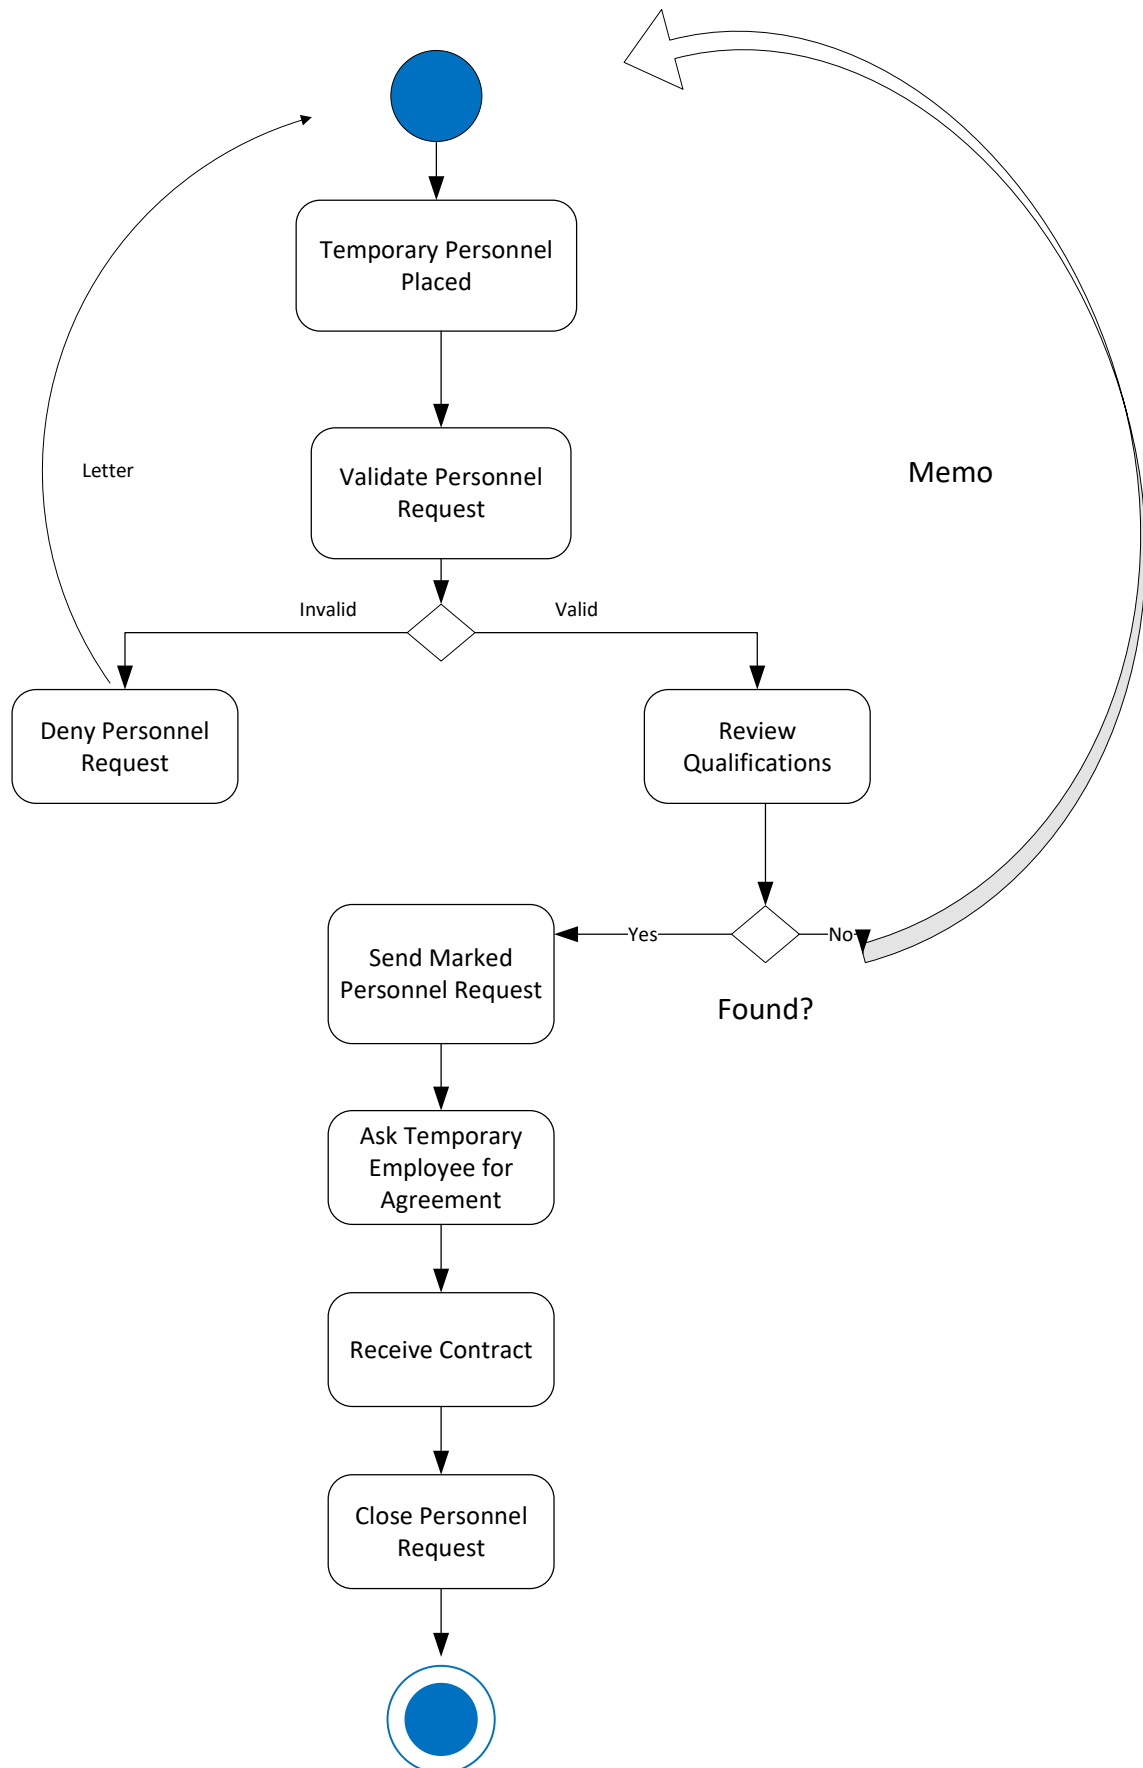 Temporary Personnel
Placed
Letter
Validate Personnel
Request
Memo
Invalid
Valid
Deny Personnel
Request
Review
Qualifications
Send Marked
Personnel Request
Yes
No
Found?
Ask Temporary
Employee for
Agreement
Receive Contract
Close Personnel
Request